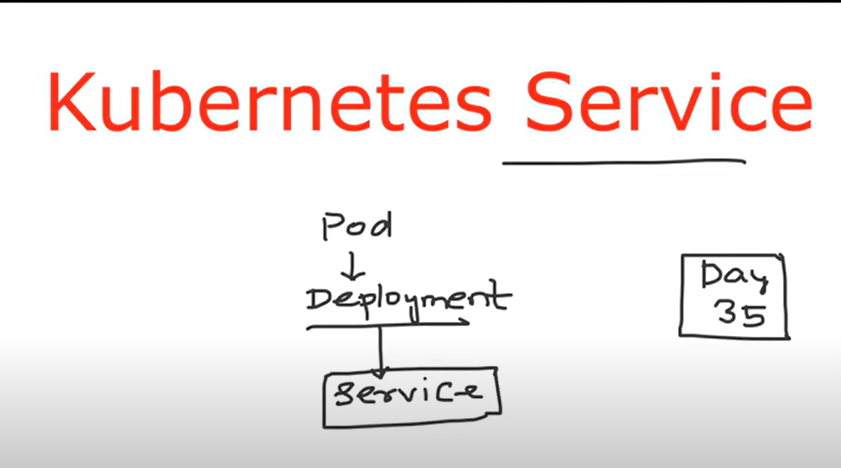 Kubernetes Service
Pod
Deployment
Service
Day
35